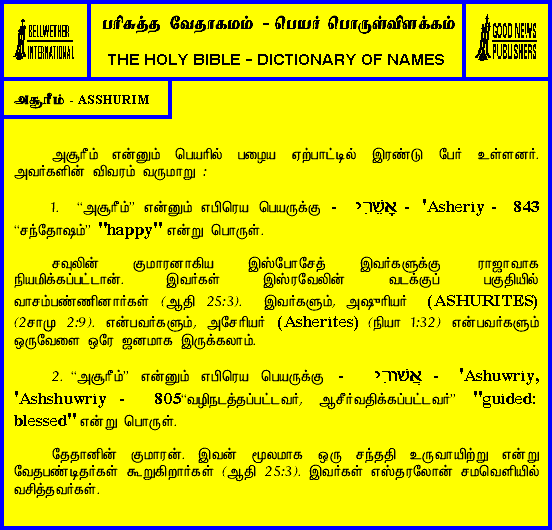 BELLWETHER
INTERNATIONAL
பரிசுத்த வேதாகமம் - பெயர் பொருள்விளக்கம்
THE HOLY BIBLE - DICTIONARY OF NAMES
GOOD NEWS
PUBLISHERS
அசூரீம் - ASSHURIM
அசூரீம் என்னும் பெயரில் பழைய ஏற்பாட்டில் இரண்டு பேர் உள்ளனர்.
அவர்களின் விவரம் வருமாறு :
1. “அசூரீம்” என்னும் எபிரெய பெயருக்கு - אָשֵׁרִי - 'Asheriy - 843
“சந்தோஷம்” "happy" என்று பொருள்.
சவுலின் குமாரனாகிய இஸ்போசேத் இவர்களுக்கு ராஜாவாக
நியமிக்கப்பட்டான். இவர்கள் இஸ்ரவேலின் வடக்குப் பகுதியில்
வாசம்பண்ணினார்கள் (ஆதி 25:3). இவர்களும், அஷுரியர் (ASHURITES)
(2சாமு 2:9). என்பவர்களும், அசேரியர் (Asherites) (நியா 1:32) என்பவர்களும்
ஒருவேளை ஒரே ஜனமாக இருக்கலாம்.
2. “அசூரீம்” என்னும் எபிரெய பெயருக்கு - אֲשׁוּרִי - 'Ashuwriy,
'Ashshuwriy - 805“வழிநடத்தப்பட்டவர், ஆசீர்வதிக்கப்பட்டவர்” "guided:
blessed" என்று பொருள்.
தேதானின் குமாரன். இவன் மூலமாக ஒரு சந்ததி உருவாயிற்று என்று
வேதபண்டிதர்கள் கூறுகிறார்கள் (ஆதி 25:3). இவர்கள் எஸ்தரலோன் சமவெளியில்
வசித்தவர்கள்.